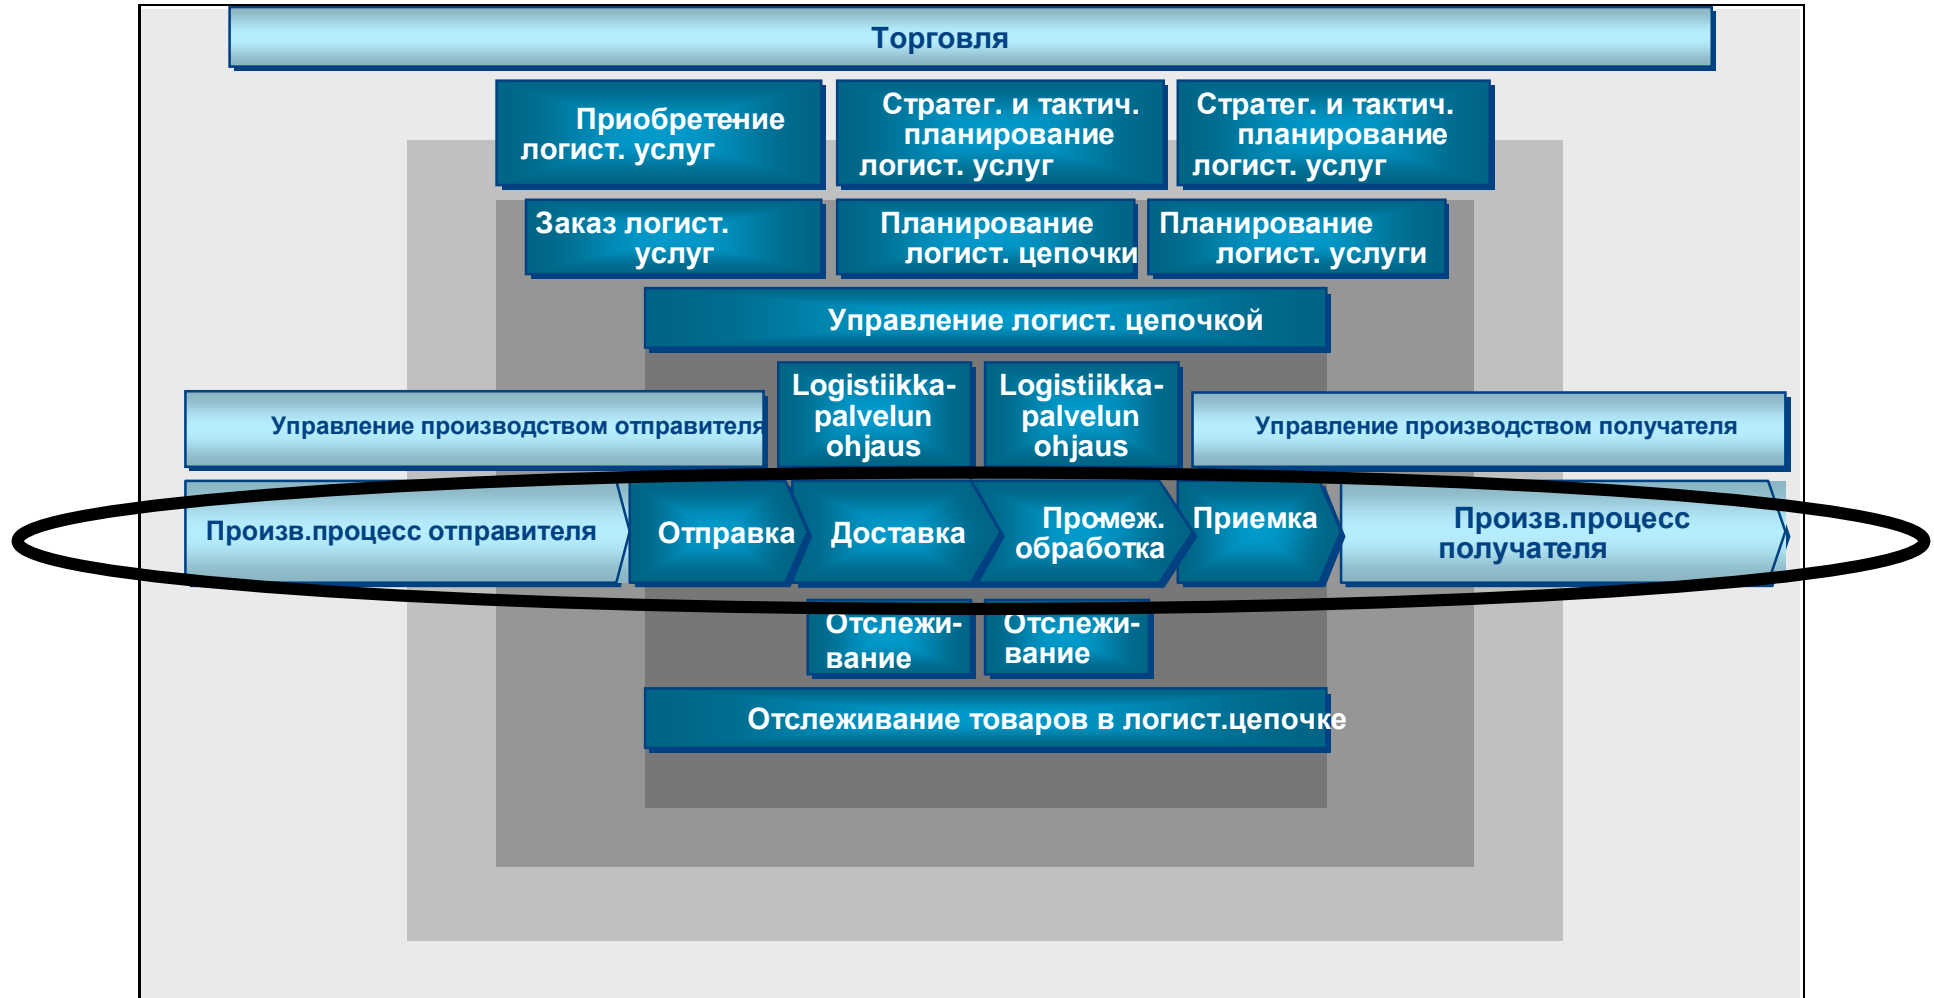 Торговля
Приобретение
логист. услуг
Стратег. и тактич.
планирование
логист. услуг
Стратег. и тактич.
планирование
логист. услуг
Заказ логист.
услуг
Планирование
логист. цепочки
Планирование
логист. услуги
Управление логист. цепочкой
Управление производством отправителя
Logistiikka-
palvelun
ohjaus
Logistiikka-
palvelun
ohjaus
Управление производством получателя
Произв.процесс отправителя
Отправка
Доставка
Промеж.
обработка
Приемка
Произв.процесс
получателя
Отслежи-
вание
Отслежи-
вание
Отслеживание товаров в логист.цепочке